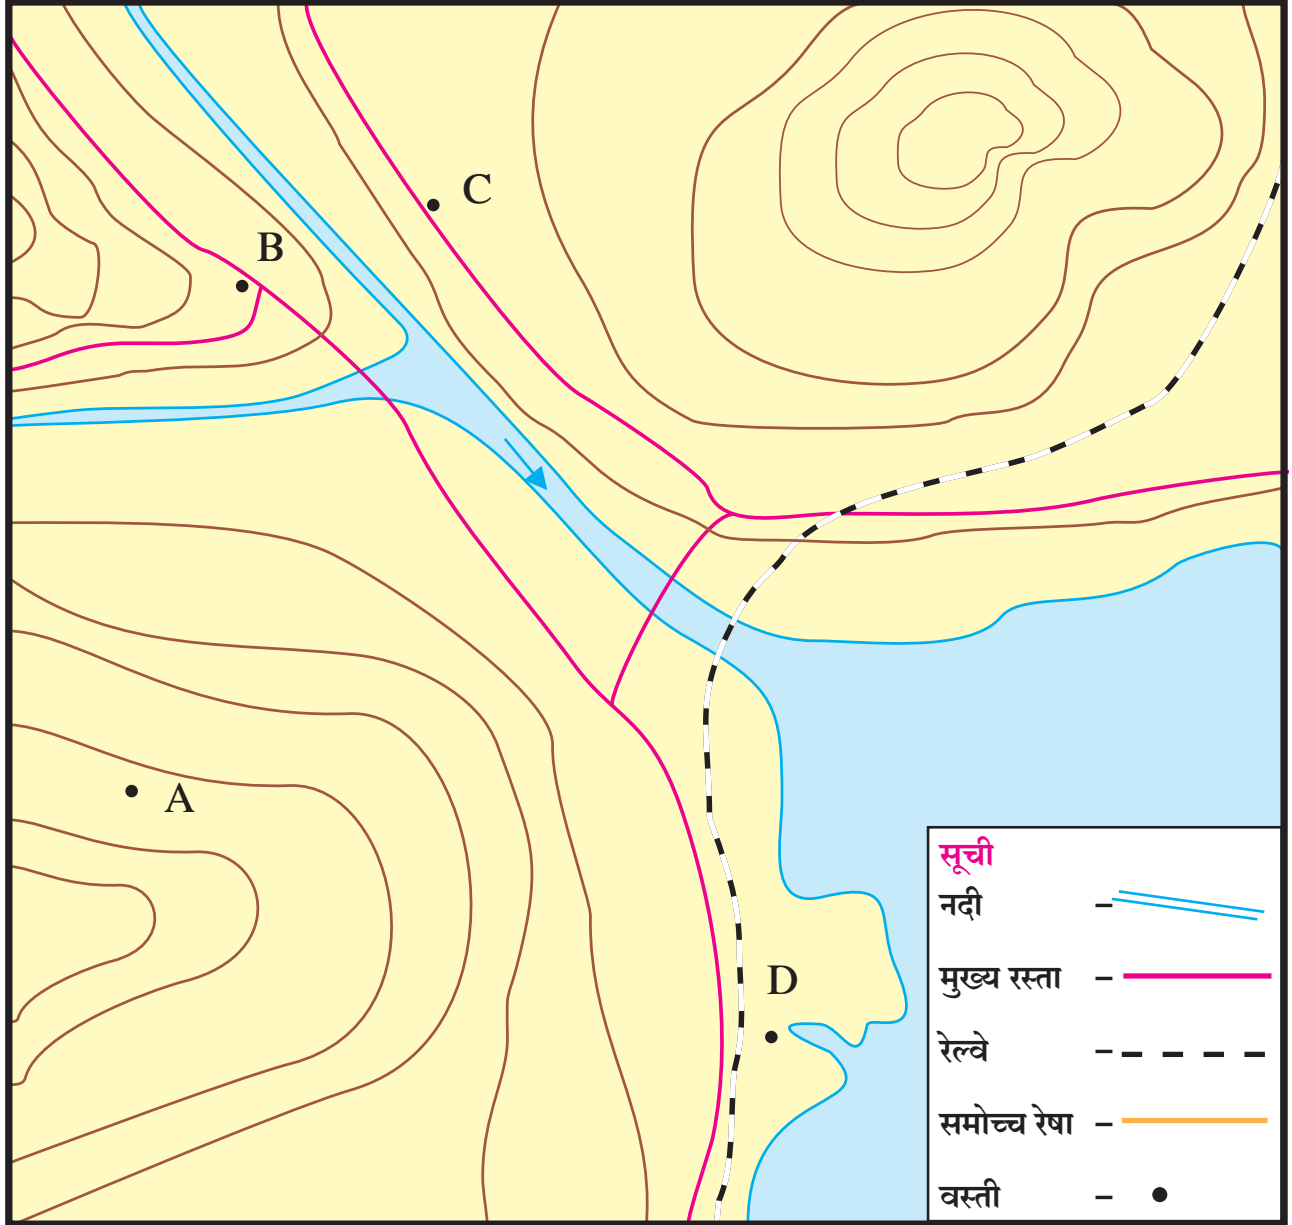 C
B
A
D
सूची
नदी –
मुख्य रस्ता –
रेल्वे –
समोच्च रेषा –
वस्ती –